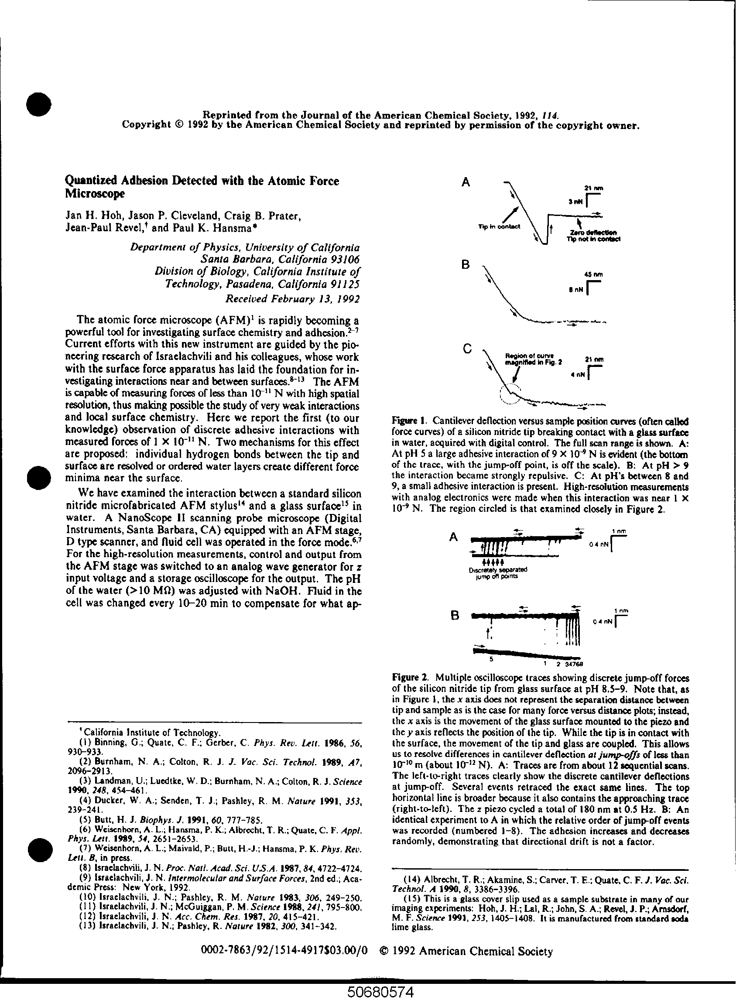 Reprinted from the Journal of the American Chemical Society, 1992, 114.
Copyright © 1992 by the American Chemical Society and reprinted by permission of the copyright owner.
Quantized Adhesion Detected with the Atomic Force
Microscope
Jan H. Hoh, Jason P. Cleveland, Craig B. Prater,
Jean-Paul Revel,† and Paul K. Hansma*
Department of Physics, University of California
Santa Barbara, California 93106
Division of Biology, California Institute of
Technology, Pasadena, California 91125
Received February 13, 1992
The atomic force microscope (AFM)¹ is rapidly becoming a
powerful tool for investigating surface chemistry and adhesion.²⁻⁷
Current efforts with this new instrument are guided by the pio-
neering research of Israelachvili and his colleagues, whose work
with the surface force apparatus has laid the foundation for in-
vestigating interactions near and between surfaces.⁸⁻¹³ The AFM
is capable of measuring forces of less than 10⁻¹¹ N with high spatial
resolution, thus making possible the study of very weak interactions
and local surface chemistry. Here we report the first (to our
knowledge) observation of discrete adhesive interactions with
measured forces of 1 × 10⁻¹¹ N. Two mechanisms for this effect
are proposed: individual hydrogen bonds between the tip and
surface are resolved or ordered water layers create different force
minima near the surface.
We have examined the interaction between a standard silicon
nitride microfabricated AFM stylus¹⁴ and a glass surface¹⁵ in
water. A NanoScope II scanning probe microscope (Digital
Instruments, Santa Barbara, CA) equipped with an AFM stage,
D type scanner, and fluid cell was operated in the force mode.⁶,⁷
For the high-resolution measurements, control and output from
the AFM stage was switched to an analog wave generator for z
input voltage and a storage oscilloscope for the output. The pH
of the water (>10 MΩ) was adjusted with NaOH. Fluid in the
cell was changed every 10–20 min to compensate for what ap-
† California Institute of Technology.
(1) Binning, G.; Quate, C. F.; Gerber, C. Phys. Rev. Lett. 1986, 56,
930-933.
(2) Burnham, N. A.; Colton, R. J. J. Vac. Sci. Technol. 1989, A7,
2096-2913.
(3) Landman, U.; Luedtke, W. D.; Burnham, N. A.; Colton, R. J. Science
1990, 248, 454-461.
(4) Ducker, W. A.; Senden, T. J.; Pashley, R. M. Nature 1991, 353,
239-241.
(5) Butt, H. J. Biophys. J. 1991, 60, 777-785.
(6) Weisenhorn, A. L.; Hansma, P. K.; Albrecht, T. R.; Quate, C. F. Appl.
Phys. Lett. 1989, 54, 2651-2653.
(7) Weisenhorn, A. L.; Maivald, P.; Butt, H.-J.; Hansma, P. K. Phys. Rev.
Lett. B, in press.
(8) Israelachvili, J. N. Proc. Natl. Acad. Sci. U.S.A. 1987, 84, 4722-4724.
(9) Israelachvili, J. N. Intermolecular and Surface Forces, 2nd ed.; Aca-
demic Press: New York, 1992.
(10) Israelachvili, J. N.; Pashley, R. M. Nature 1983, 306, 249-250.
(11) Israelachvili, J. N.; McGuiggan, P. M. Science 1988, 241, 795-800.
(12) Israelachvili, J. N. Acc. Chem. Res. 1987, 20, 415-421.
(13) Israelachvili, J. N.; Pashley, R. Nature 1982, 300, 341-342.
A
21 nm
3 nN
Tip in contact
Zero deflection
Tip not in contact
B
45 nm
8 nN
C
Region of curve
magnified in Fig. 2
21 nm
4 nN
Figure 1. Cantilever deflection versus sample position curves (often called
force curves) of a silicon nitride tip breaking contact with a glass surface
in water, acquired with digital control. The full scan range is shown. A:
At pH 5 a large adhesive interaction of 9 × 10⁻⁹ N is evident (the bottom
of the trace, with the jump-off point, is off the scale). B: At pH > 9
the interaction became strongly repulsive. C: At pH's between 8 and
9, a small adhesive interaction is present. High-resolution measurements
with analog electronics were made when this interaction was near 1 ×
10⁻⁹ N. The region circled is that examined closely in Figure 2.
A
1 nm
0.4 nN
Discretely separated
jump off points
B
1 nm
0.4 nN
5 1 2 34768
Figure 2. Multiple oscilloscope traces showing discrete jump-off forces
of the silicon nitride tip from glass surface at pH 8.5–9. Note that, as
in Figure 1, the x axis does not represent the separation distance between
tip and sample as is the case for many force versus distance plots; instead,
the x axis is the movement of the glass surface mounted to the piezo and
the y axis reflects the position of the tip. While the tip is in contact with
the surface, the movement of the tip and glass are coupled. This allows
us to resolve differences in cantilever deflection at jump-offs of less than
10⁻¹⁰ m (about 10⁻¹² N). A: Traces are from about 12 sequential scans.
The left-to-right traces clearly show the discrete cantilever deflections
at jump-off. Several events retraced the exact same lines. The top
horizontal line is broader because it also contains the approaching trace
(right-to-left). The z piezo cycled a total of 180 nm at 0.5 Hz. B: An
identical experiment to A in which the relative order of jump-off events
was recorded (numbered 1–8). The adhesion increases and decreases
randomly, demonstrating that directional drift is not a factor.
(14) Albrecht, T. R.; Akamine, S.; Carver, T. E.; Quate, C. F. J. Vac. Sci.
Technol. A 1990, 8, 3386-3396.
(15) This is a glass cover slip used as a sample substrate in many of our
imaging experiments: Hoh, J. H.; Lal, R.; John, S. A.; Revel, J. P.; Arnsdorf,
M. F. Science 1991, 253, 1405-1408. It is manufactured from standard soda
lime glass.
0002-7863/92/1514-4917$03.00/0 © 1992 American Chemical Society
50680574